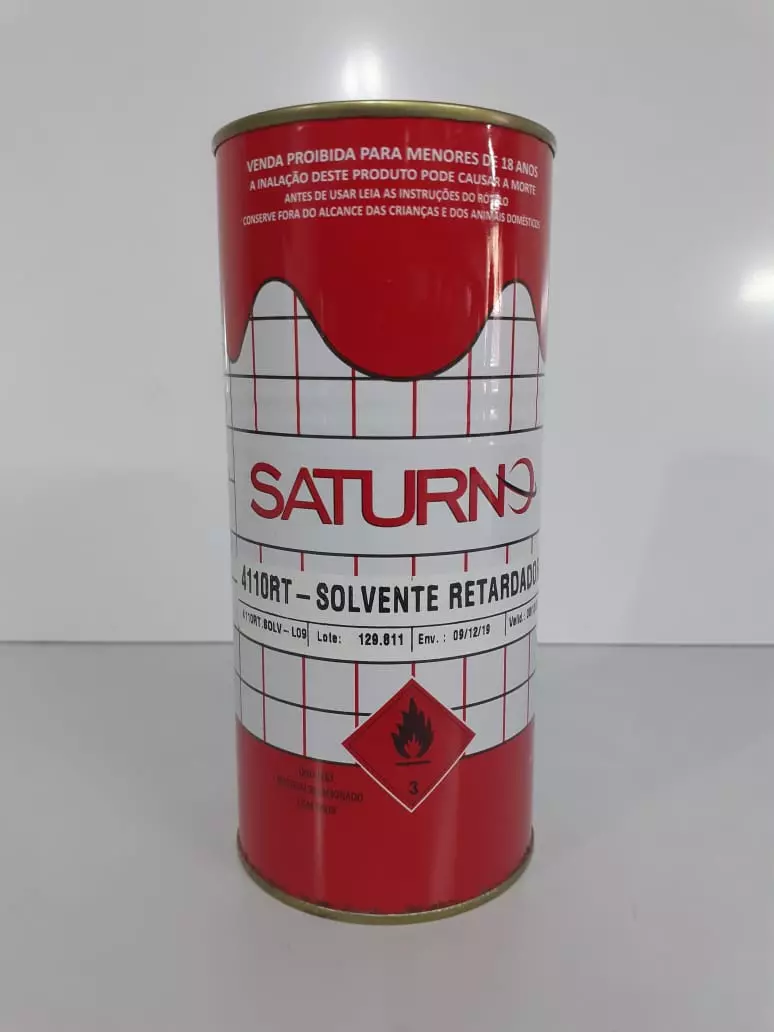 VENDA PROIBIDA PARA MENORES DE 18 ANOS
A INALAÇÃO DESTE PRODUTO PODE CAUSAR A MORTE
ANTES DE USAR LEIA AS INSTRUÇÕES DO RÓTULO
CONSERVE FORA DO ALCANCE DAS CRIANÇAS E DOS ANIMAIS DOMÉSTICOS
SATURNO
4110RT - SOLVENTE RETARDADOR
4110RT.SOLV - L09 Lote: 129.811 Env.: 09/12/19 Valid.:
3